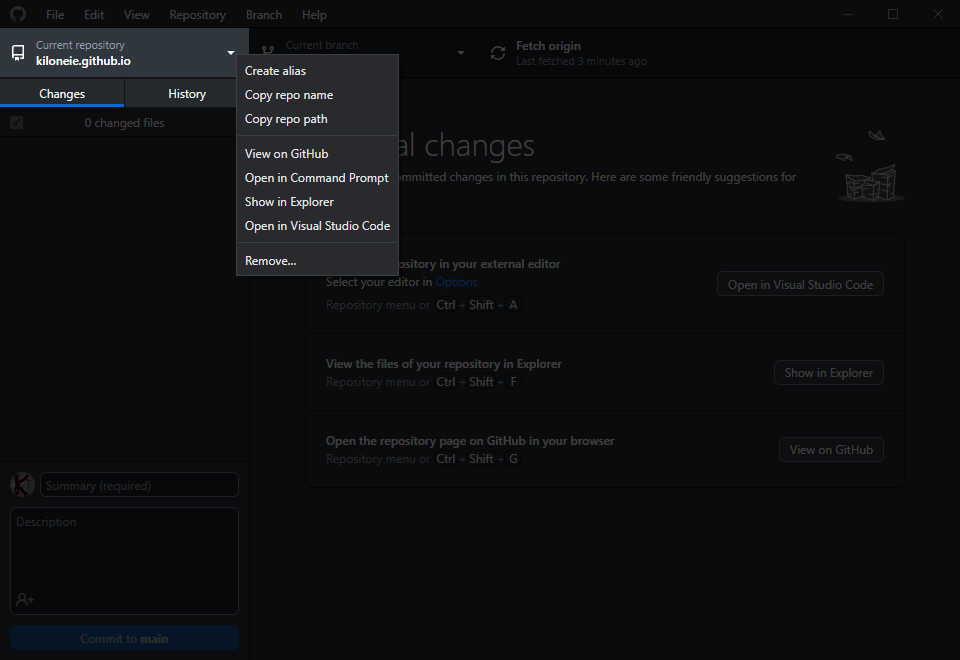 File Edit View Repository Branch Help
Current repository
kiloneie.github.io
Current branch
Fetch origin
Last fetched 3 minutes ago
Changes
History
0 changed files
Create alias
Copy repo name
Copy repo path
View on GitHub
Open in Command Prompt
Show in Explorer
Open in Visual Studio Code
Remove...
al changes
ommitted changes in this repository. Here are some friendly suggestions for
ository in your external editor
Select your editor in Options
Repository menu or Ctrl + Shift + A
Open in Visual Studio Code
View the files of your repository in Explorer
Repository menu or Ctrl + Shift + F
Show in Explorer
Open the repository page on GitHub in your browser
Repository menu or Ctrl + Shift + G
View on GitHub
Summary (required)
Description
Commit to main